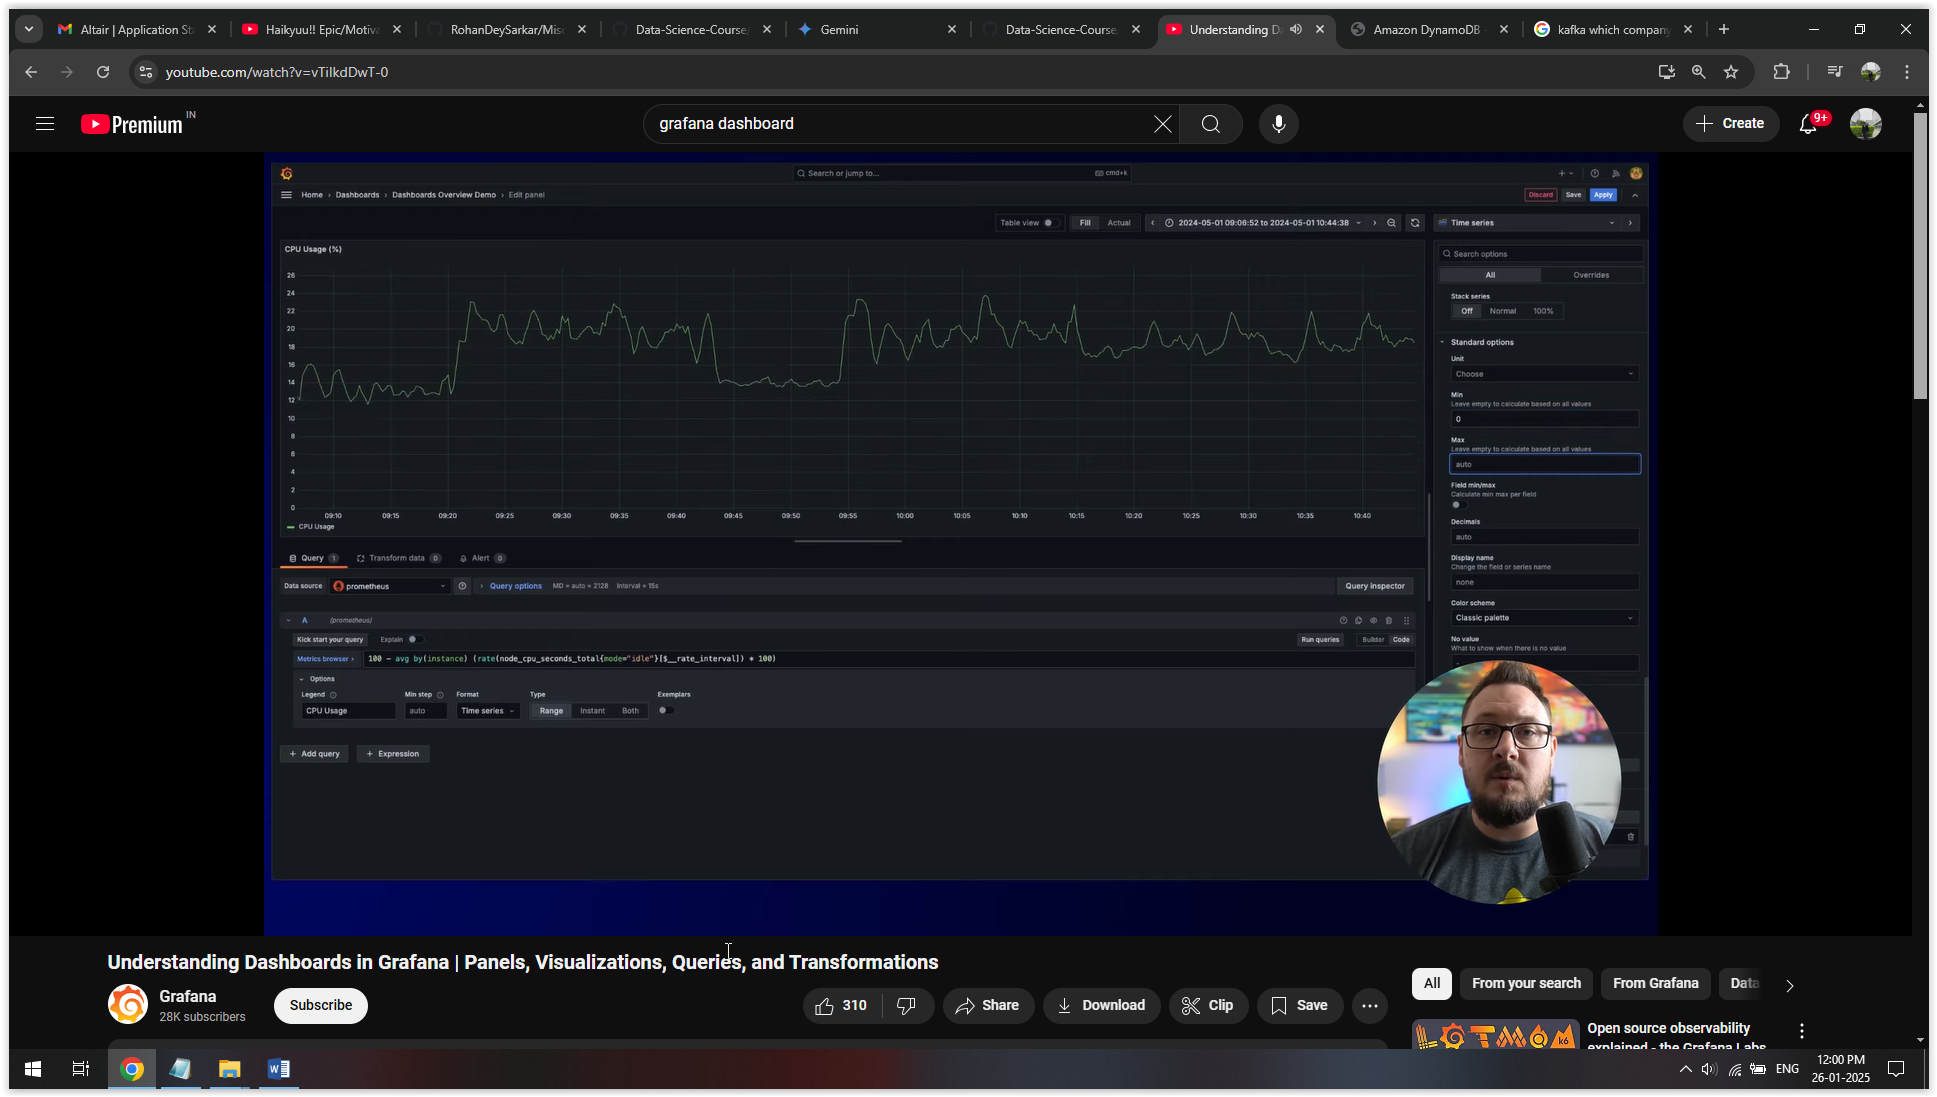 Altair | Application St
Haikyuu!! Epic/Motiva
RohanDeySarkar/Misc
Data-Science-Course/
Gemini
Data-Science-Course/
Understanding D
Amazon DynamoDB -
kafka which company
youtube.com/watch?v=vTiIkdDwT-0
Premium IN
grafana dashboard
Create
9+
Search or jump to...
cmd+k
Home › Dashboards › Dashboards Overview Demo › Edit panel
Discard Save Apply
Table view Fill Actual 2024-05-01 09:06:52 to 2024-05-01 10:44:38
Time series
CPU Usage (%)
26
24
22
20
18
16
14
12
10
8
6
4
2
0
09:10 09:15 09:20 09:25 09:30 09:35 09:40 09:45 09:50 09:55 10:00 10:05 10:10 10:15 10:20 10:25 10:30 10:35 10:40
CPU Usage
Search options
All Overrides
Stack series
Off Normal 100%
Standard options
Unit
Choose
Min
Leave empty to calculate based on all values
0
Max
Leave empty to calculate based on all values
auto
Field min/max
Calculate min max per field
Decimals
auto
Display name
Change the field or series name
none
Color scheme
Classic palette
No value
What to show when there is no value
-
Query 1 Transform data 0 Alert 0
Data source prometheus Query options MD = auto = 2128 Interval = 15s Query inspector
A (prometheus)
Kick start your query Explain Run queries Builder Code
Metrics browser › 100 - avg by(instance) (rate(node_cpu_seconds_total{mode="idle"}[$__rate_interval]) * 100)
Options
Legend Min step Format Type Exemplars
CPU Usage auto Time series Range Instant Both
+ Add query + Expression
Understanding Dashboards in Grafana | Panels, Visualizations, Queries, and Transformations
Grafana
28K subscribers
Subscribe
310 Share Download Clip Save ...
All From your search From Grafana Data
k6
Open source observability
explained - the Grafana Labs
W
ENG
12:00 PM
26-01-2025